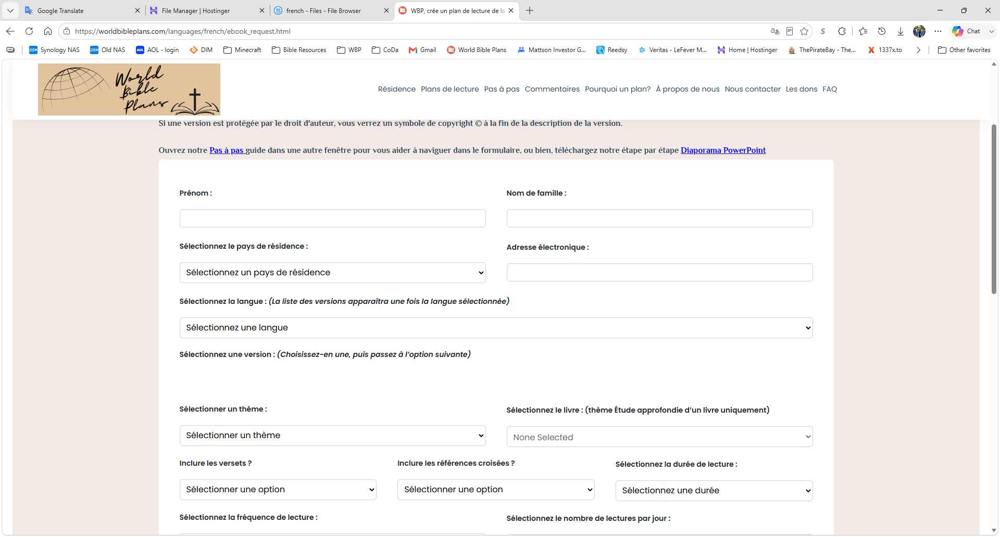 Google Translate
File Manager | Hostinger
french - Files - File Browser
WBP, crée un plan de lecture de la
https://worldbibleplans.com/languages/french/ebook_request.html
Chat
Synology NAS
Old NAS
AOL - login
DIM
Minecraft
Bible Resources
WBP
CoDa
Gmail
World Bible Plans
Mattson Investor G...
Reedsy
Veritas - LeFever M...
Home | Hostinger
ThePirateBay - The...
1337x.to
Other favorites
World
Bible
Plans
Résidence Plans de lecture Pas à pas Commentaires Pourquoi un plan? À propos de nous Nous contacter Les dons FAQ
Si une version est protégée par le droit d'auteur, vous verrez un symbole de copyright © à la fin de la description de la version.
Ouvrez notre Pas à pas guide dans une autre fenêtre pour vous aider à naviguer dans le formulaire, ou bien, téléchargez notre étape par étape Diaporama PowerPoint
Prénom :
Nom de famille :
Sélectionnez le pays de résidence :
Adresse électronique :
Sélectionnez un pays de résidence
Sélectionnez la langue : (La liste des versions apparaîtra une fois la langue sélectionnée)
Sélectionnez une langue
Sélectionnez une version : (Choisissez-en une, puis passez à l’option suivante)
Sélectionner un thème :
Sélectionnez le livre : (thème Étude approfondie d’un livre uniquement)
Sélectionner un thème
None Selected
Inclure les versets ?
Inclure les références croisées ?
Sélectionnez la durée de lecture :
Sélectionner une option
Sélectionner une option
Sélectionnez une durée
Sélectionnez la fréquence de lecture :
Sélectionnez le nombre de lectures par jour :